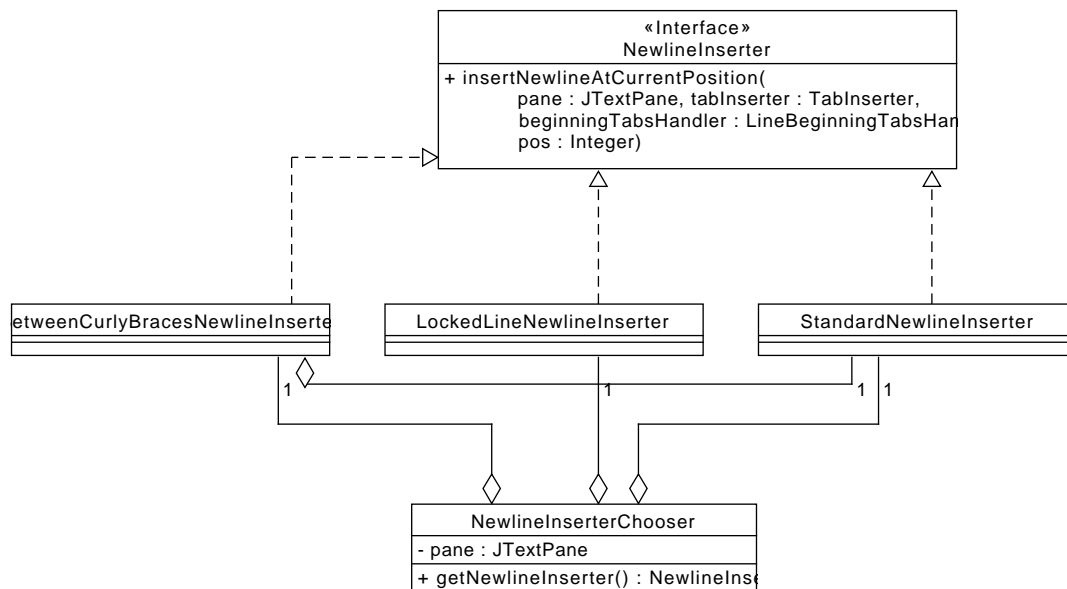 «Interface»
NewlineInserter
+ insertNewlineAtCurrentPosition(
pane : JTextPane, tabInserter : TabInserter,
beginningTabsHandler : LineBeginningTabsHan
pos : Integer)
etweenCurlyBracesNewlineInserte
LockedLineNewlineInserter
StandardNewlineInserter
1
1
1
1
NewlineInserterChooser
- pane : JTextPane
+ getNewlineInserter() : NewlineInse